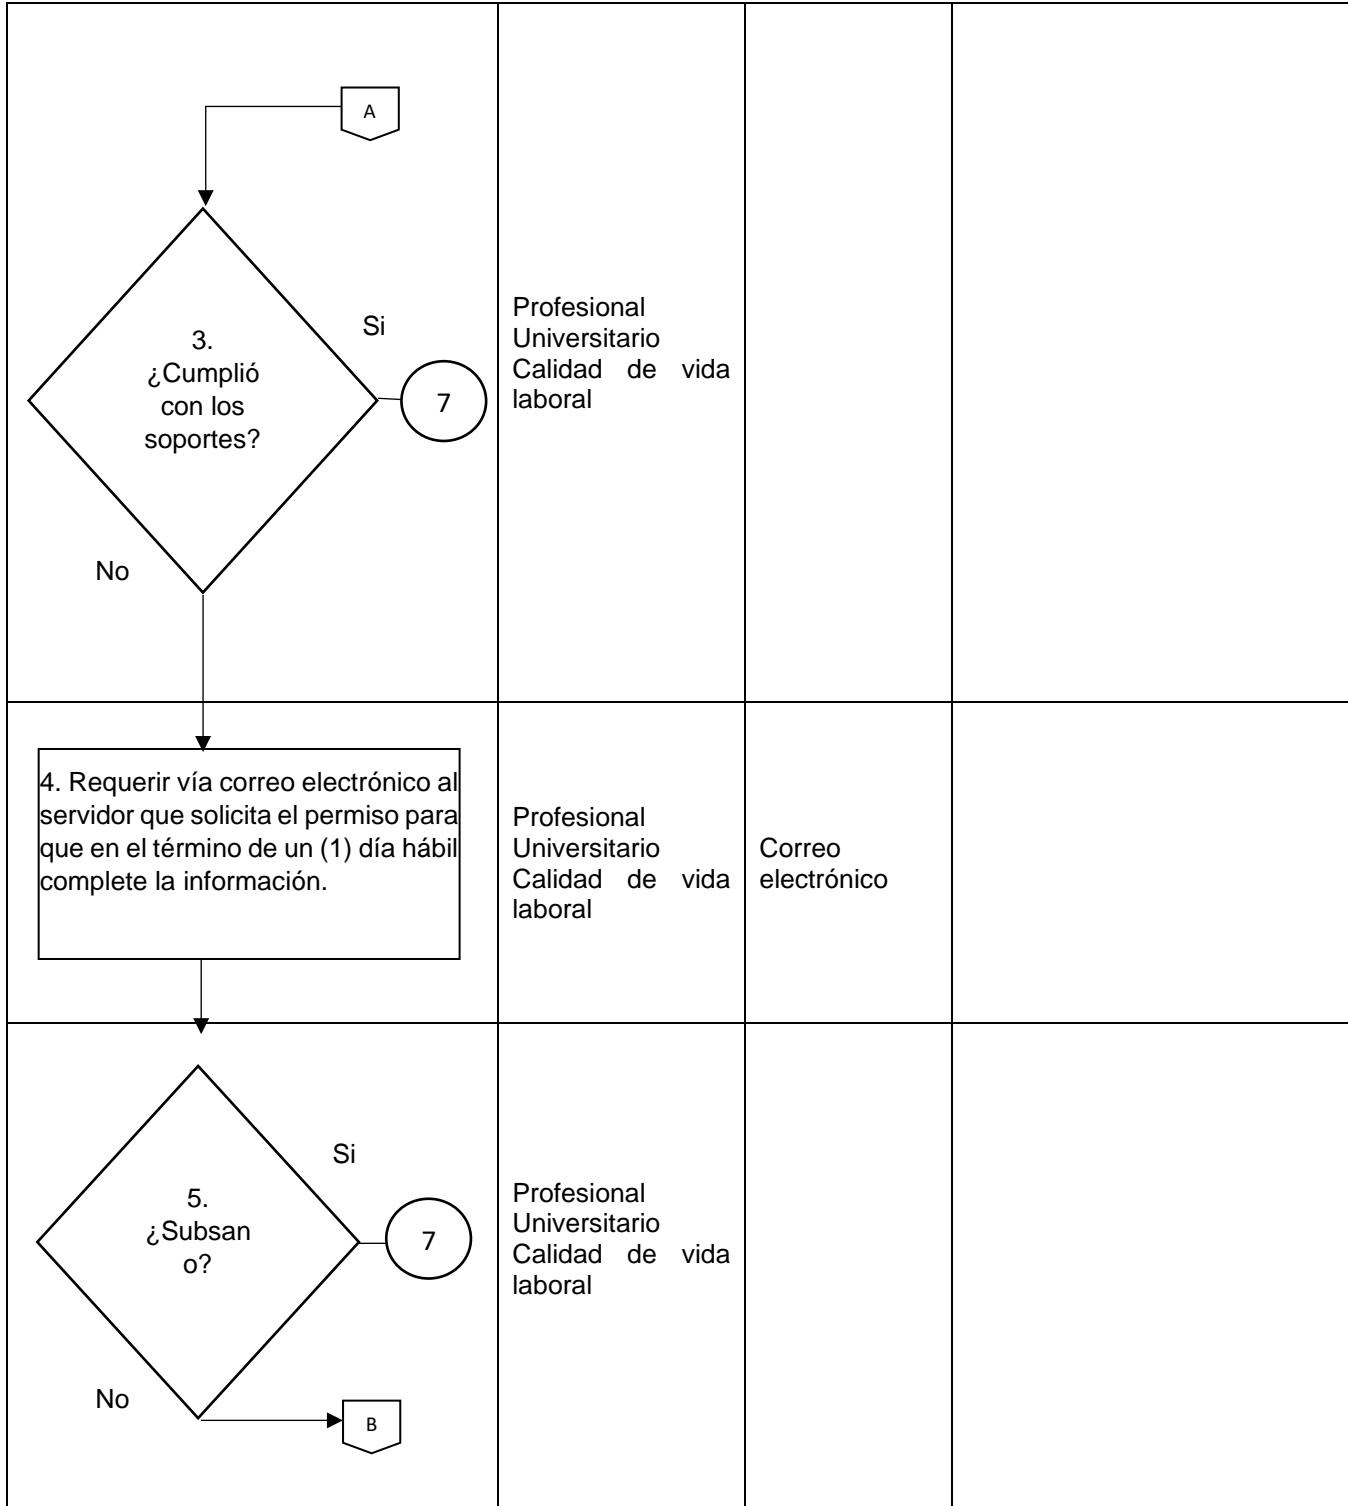 A
Si
3.
¿Cumplió
con los
soportes?
7
No
Profesional
Universitario
Calidad de vida
laboral
4. Requerir vía correo electrónico al
servidor que solicita el permiso para
que en el término de un (1) día hábil
complete la información.
Profesional
Universitario
Calidad de vida
laboral
Correo
electrónico
Si
5.
¿Subsan
o?
7
No
B
Profesional
Universitario
Calidad de vida
laboral